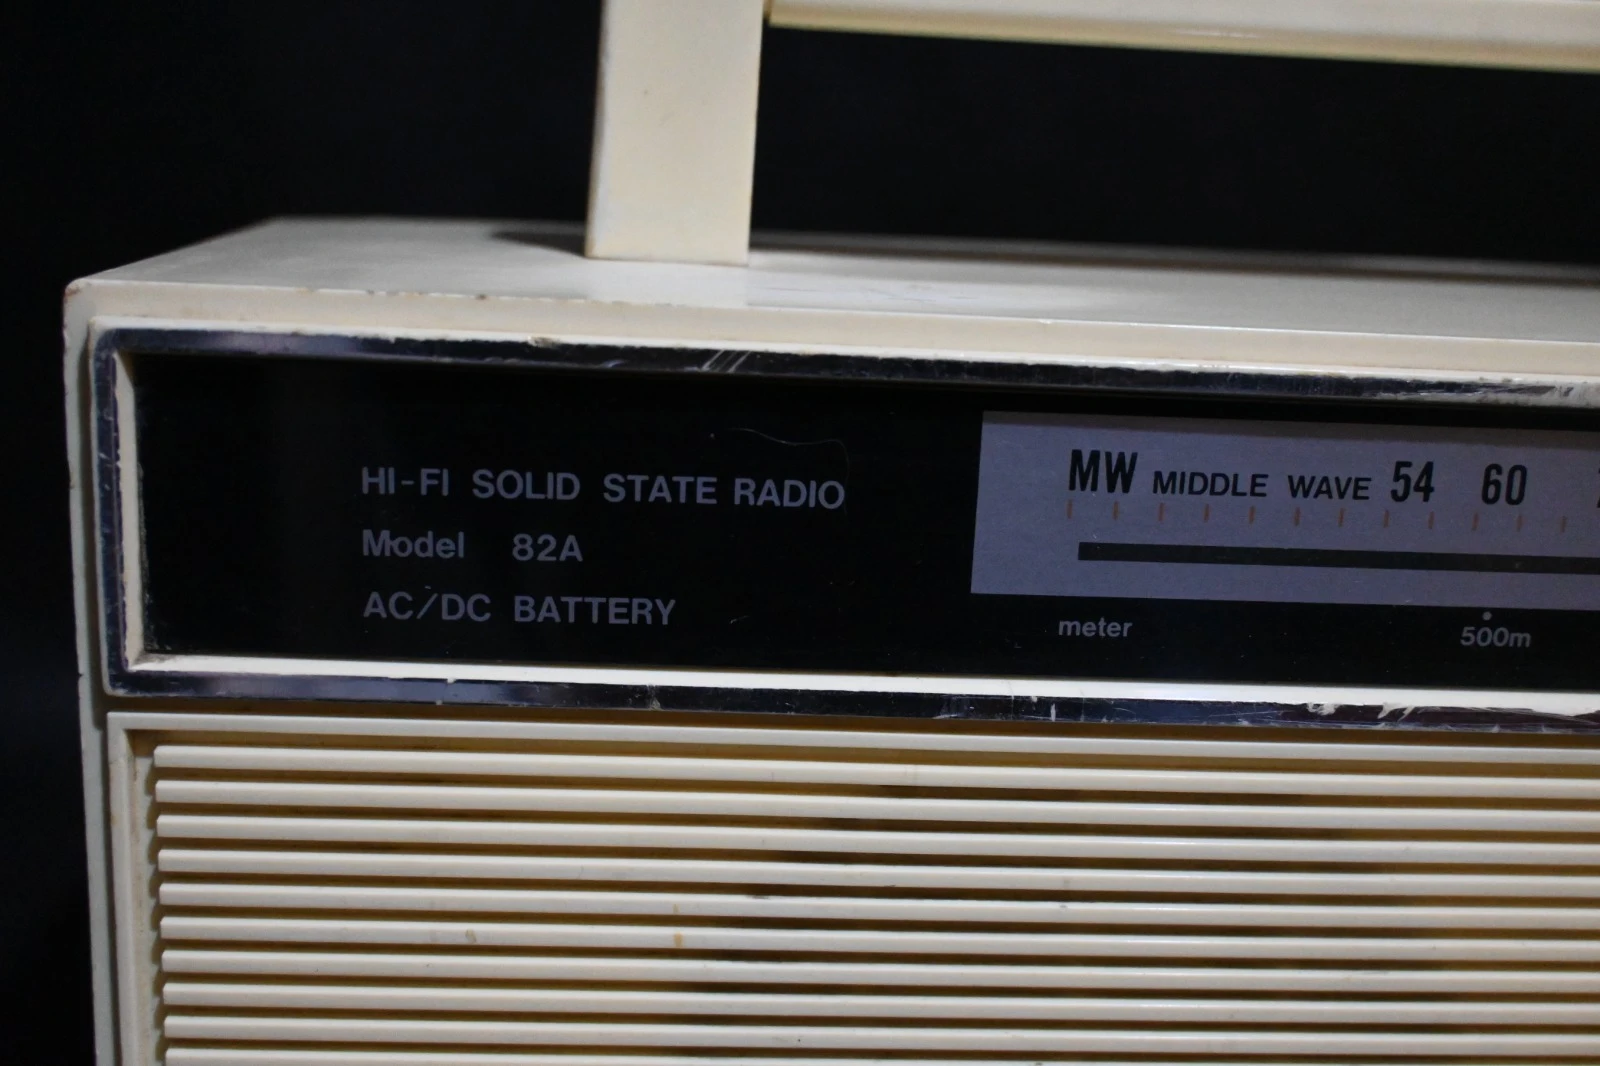 HI-FI SOLID STATE RADIO
Model 82A
AC/DC BATTERY
MW MIDDLE WAVE 54 60
meter 500m